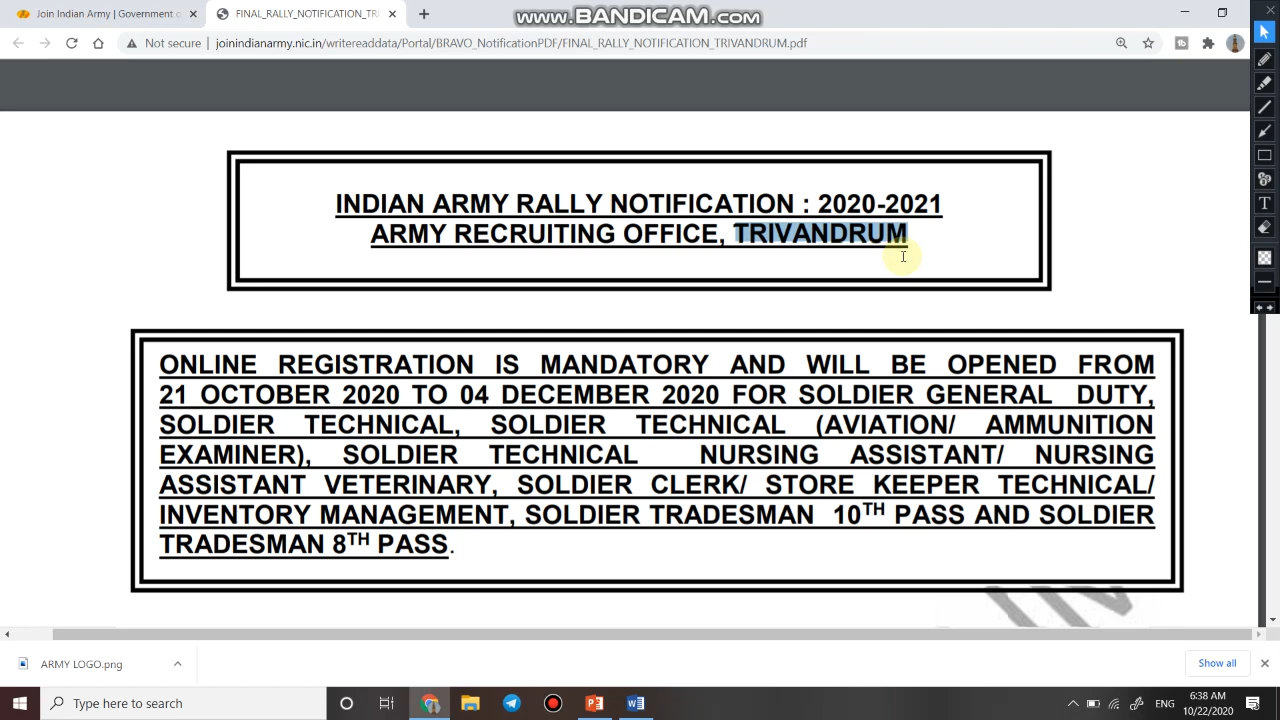 Join Indian Army | Government o
FINAL_RALLY_NOTIFICATION_TRI
www.BANDICAM.com
Not secure | joinindianarmy.nic.in/writereaddata/Portal/BRAVO_NotificationPDF/FINAL_RALLY_NOTIFICATION_TRIVANDRUM.pdf
INDIAN ARMY RALLY NOTIFICATION : 2020-2021
ARMY RECRUITING OFFICE, TRIVANDRUM
ONLINE REGISTRATION IS MANDATORY AND WILL BE OPENED FROM
21 OCTOBER 2020 TO 04 DECEMBER 2020 FOR SOLDIER GENERAL DUTY,
SOLDIER TECHNICAL, SOLDIER TECHNICAL (AVIATION/ AMMUNITION
EXAMINER), SOLDIER TECHNICAL NURSING ASSISTANT/ NURSING
ASSISTANT VETERINARY, SOLDIER CLERK/ STORE KEEPER TECHNICAL/
INVENTORY MANAGEMENT, SOLDIER TRADESMAN 10TH PASS AND SOLDIER
TRADESMAN 8TH PASS.
ARMY LOGO.png
Show all
Type here to search
ENG
6:38 AM
10/22/2020